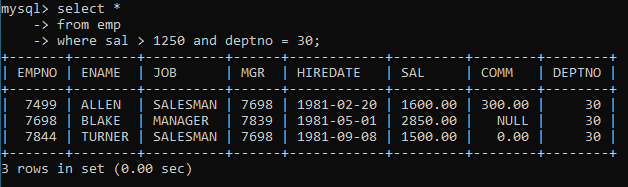 mysql> select *
    -> from emp
    -> where sal > 1250 and deptno = 30;
+-------+--------+----------+------+------------+---------+--------+--------+
| EMPNO | ENAME  | JOB      | MGR  | HIREDATE   | SAL     | COMM   | DEPTNO |
+-------+--------+----------+------+------------+---------+--------+--------+
|  7499 | ALLEN  | SALESMAN | 7698 | 1981-02-20 | 1600.00 | 300.00 |     30 |
|  7698 | BLAKE  | MANAGER  | 7839 | 1981-05-01 | 2850.00 |   NULL |     30 |
|  7844 | TURNER | SALESMAN | 7698 | 1981-09-08 | 1500.00 |   0.00 |     30 |
+-------+--------+----------+------+------------+---------+--------+--------+
3 rows in set (0.00 sec)